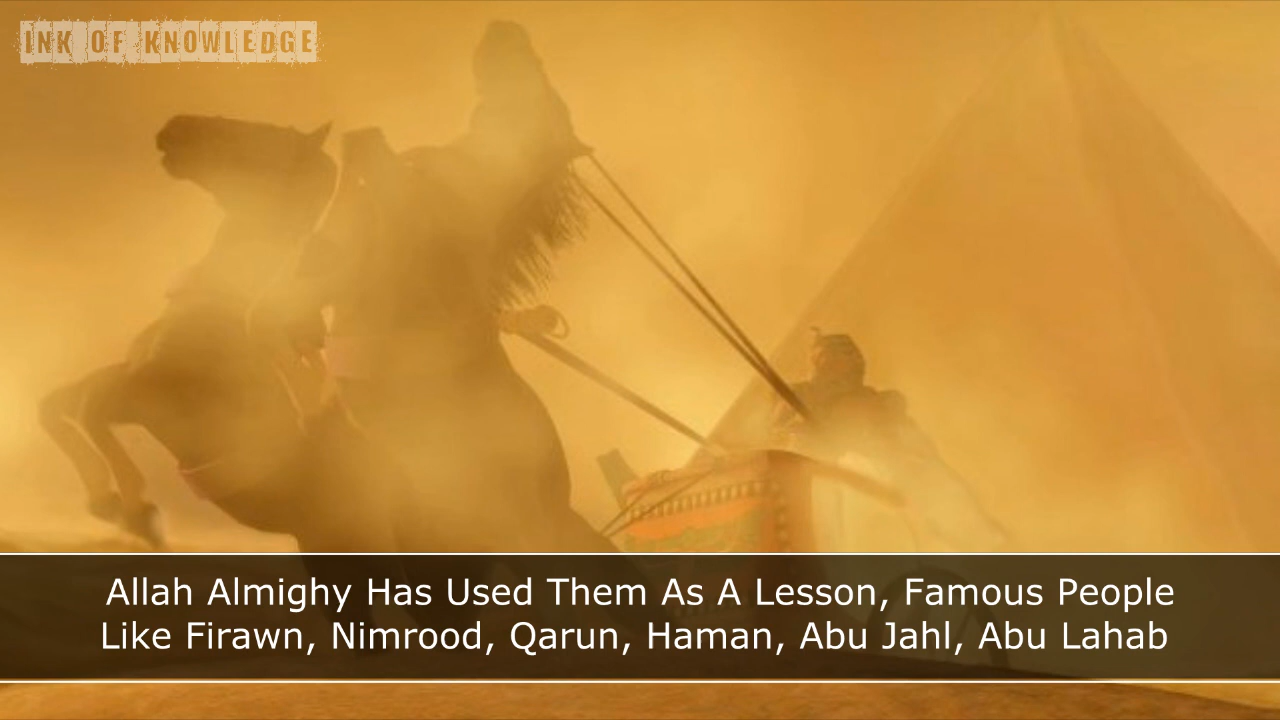 INK OF KNOWLEDGE
Allah Almighy Has Used Them As A Lesson, Famous People
Like Firawn, Nimrood, Qarun, Haman, Abu Jahl, Abu Lahab